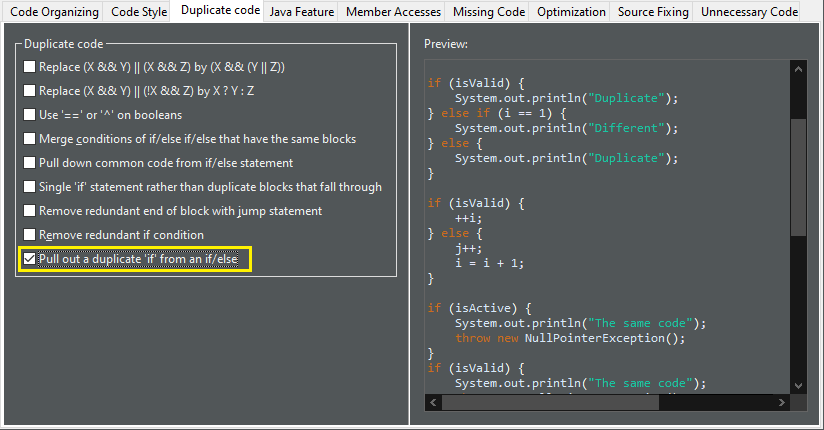 Code Organizing Code Style Duplicate code Java Feature Member Accesses Missing Code Optimization Source Fixing Unnecessary Code
Duplicate code
Replace (X && Y) || (X && Z) by (X && (Y || Z))
Replace (X && Y) || (!X && Z) by X ? Y : Z
Use '==' or '^' on booleans
Merge conditions of if/else if/else that have the same blocks
Pull down common code from if/else statement
Single 'if' statement rather than duplicate blocks that fall through
Remove redundant end of block with jump statement
Remove redundant if condition
Pull out a duplicate 'if' from an if/else
Preview:
if (isValid) {
    System.out.println("Duplicate");
} else if (i == 1) {
    System.out.println("Different");
} else {
    System.out.println("Duplicate");
}
if (isValid) {
    ++i;
} else {
    j++;
    i = i + 1;
}
if (isActive) {
    System.out.println("The same code");
    throw new NullPointerException();
}
if (isValid) {
    System.out.println("The same code");